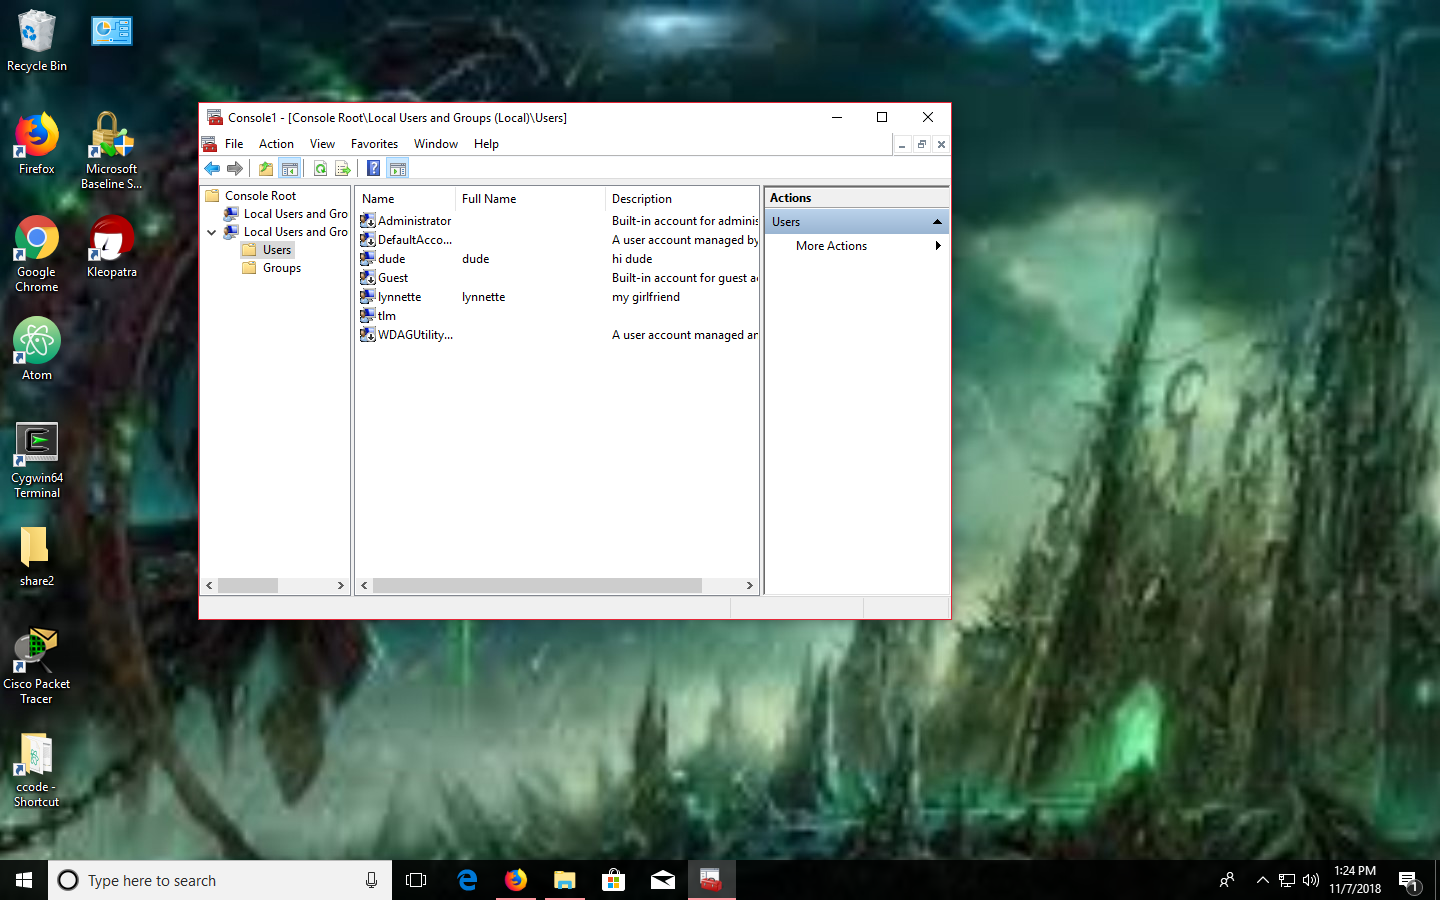 Recycle Bin
Firefox
Microsoft
Baseline S...
Google
Chrome
Kleopatra
Atom
Cygwin64
Terminal
share2
Cisco Packet
Tracer
ccode -
Shortcut
Console1 - [Console Root\Local Users and Groups (Local)\Users]
File Action View Favorites Window Help
Console Root
Local Users and Gro
Local Users and Gro
Users
Groups
Name Full Name Description
Administrator Built-in account for adminis
DefaultAcco... A user account managed by
dude dude hi dude
Guest Built-in account for guest a
lynnette lynnette my girlfriend
tlm
WDAGUtility... A user account managed an
Actions
Users
More Actions
Type here to search
1:24 PM
11/7/2018
1